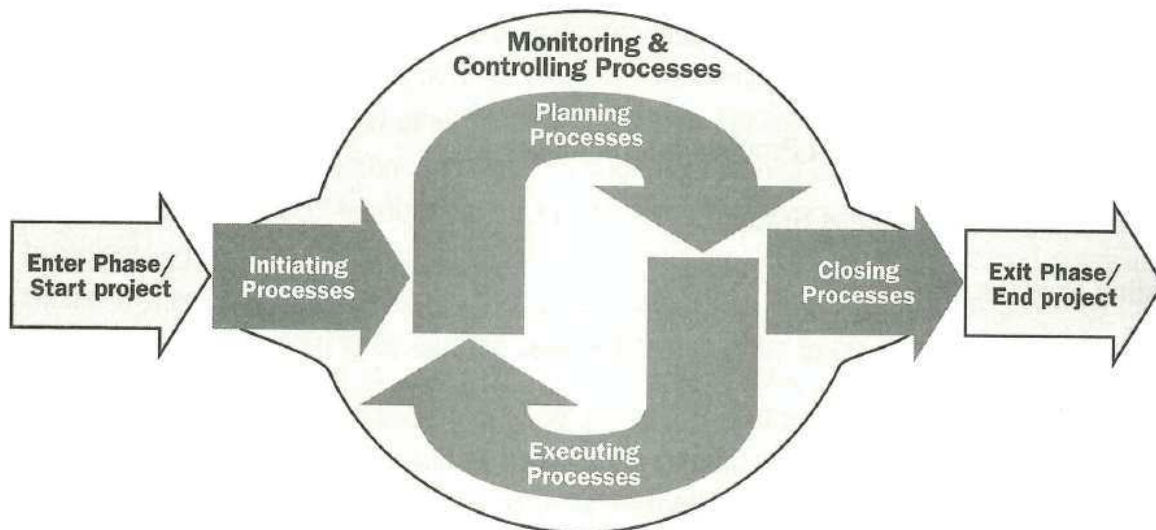 Monitoring &
Controlling Processes
Planning
Processes
Enter Phase/
Start project
Initiating
Processes
Closing
Processes
Exit Phase/
End project
Executing
Processes